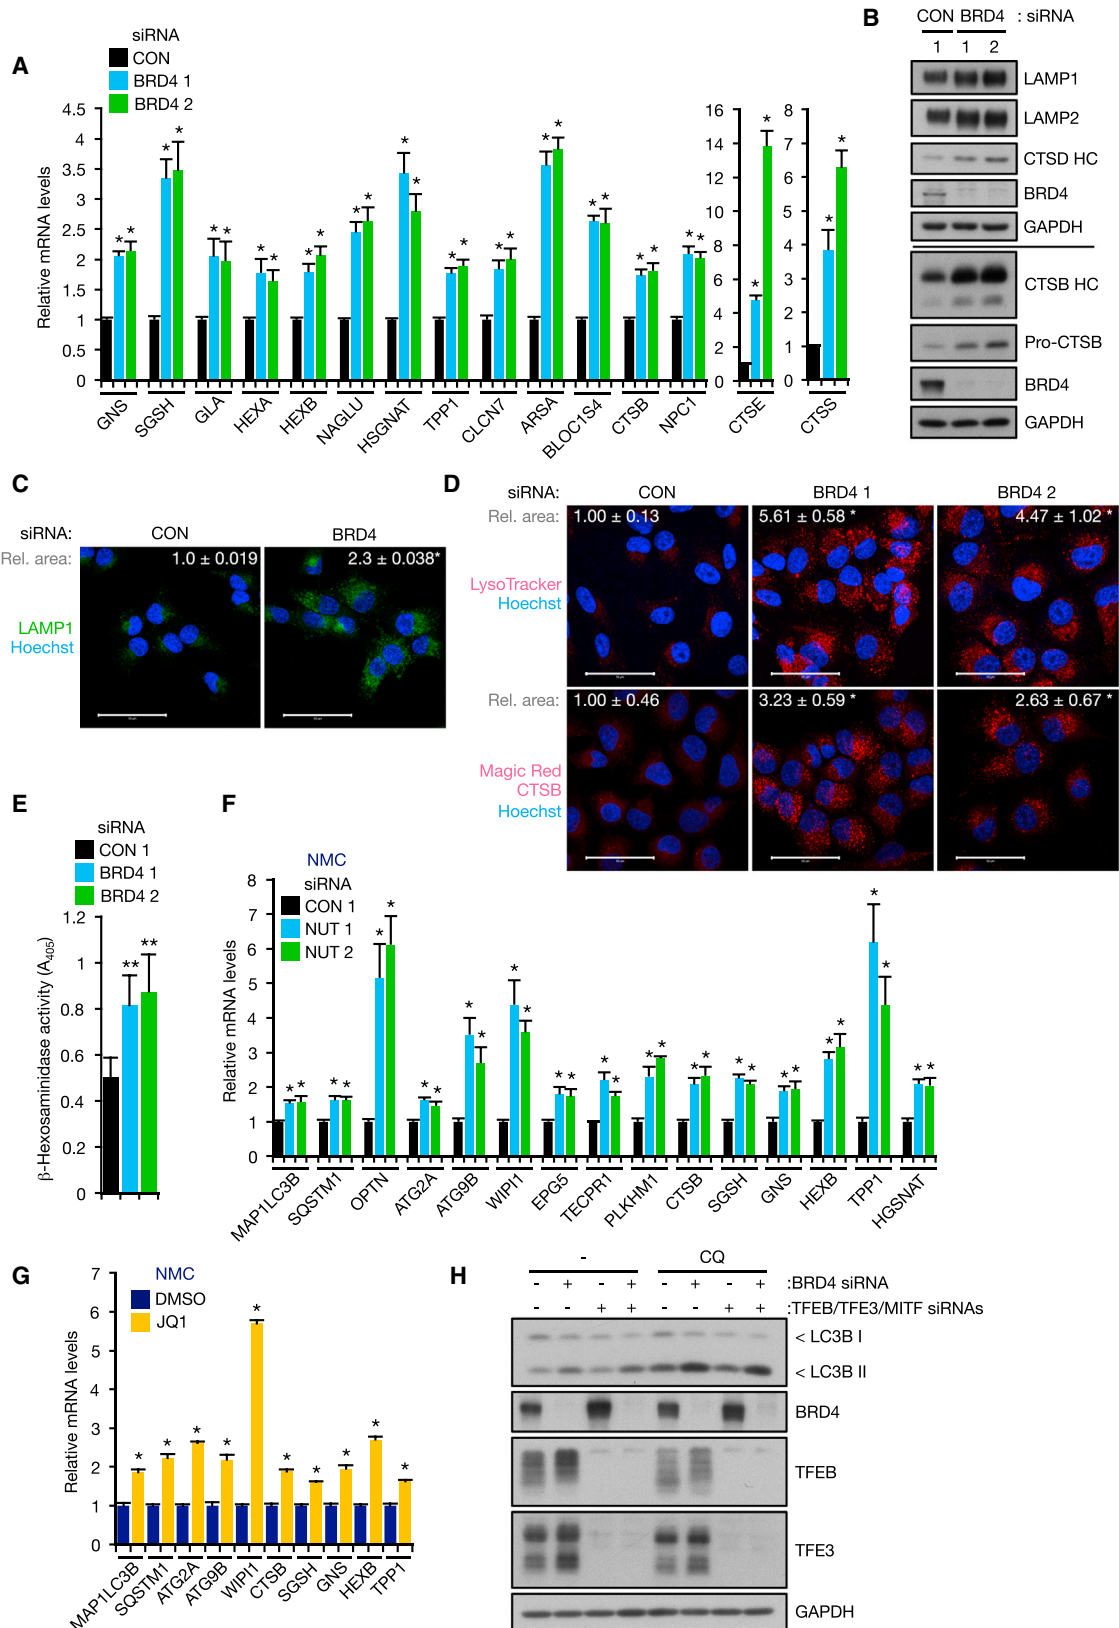 A
siRNA
CON
BRD4 1
BRD4 2
Relative mRNA levels
4.5
4
3.5
3
2.5
2
1.5
1
0.5
0
16
14
12
10
8
6
4
2
0
8
7
6
5
4
3
2
1
0
GNS
SGSH
GLA
HEXA
HEXB
NAGLU
HSGNAT
TPP1
CLCN7
ARSA
BLOC1S4
CTSB
NPC1
CTSE
CTSS
B
CON BRD4 : siRNA
1 1 2
LAMP1
LAMP2
CTSD HC
BRD4
GAPDH
CTSB HC
Pro-CTSB
BRD4
GAPDH
C
siRNA: CON BRD4
Rel. area: 1.0 ± 0.019 2.3 ± 0.038*
LAMP1
Hoechst
D
siRNA: CON BRD4 1 BRD4 2
Rel. area: 1.00 ± 0.13 5.61 ± 0.58 * 4.47 ± 1.02 *
LysoTracker
Hoechst
Rel. area: 1.00 ± 0.46 3.23 ± 0.59 * 2.63 ± 0.67 *
Magic Red
CTSB
Hoechst
E
siRNA
CON 1
BRD4 1
BRD4 2
β-Hexosaminidase activity (A405)
1.2
1
0.8
0.6
0.4
0.2
0
** **
F
NMC
siRNA
CON 1
NUT 1
NUT 2
Relative mRNA levels
8
7
6
5
4
3
2
1
0
MAP1LC3B
SQSTM1
OPTN
ATG2A
ATG9B
WIPI1
EPG5
TECPR1
PLKHM1
CTSB
SGSH
GNS
HEXB
TPP1
HGSNAT
G
NMC
DMSO
JQ1
Relative mRNA levels
7
6
5
4
3
2
1
0
MAP1LC3B
SQSTM1
ATG2A
ATG9B
WIPI1
CTSB
SGSH
GNS
HEXB
TPP1
H
- CQ
- + - + - + - + :BRD4 siRNA
- - + + - - + + :TFEB/TFE3/MITF siRNAs
< LC3B I
< LC3B II
BRD4
TFEB
TFE3
GAPDH